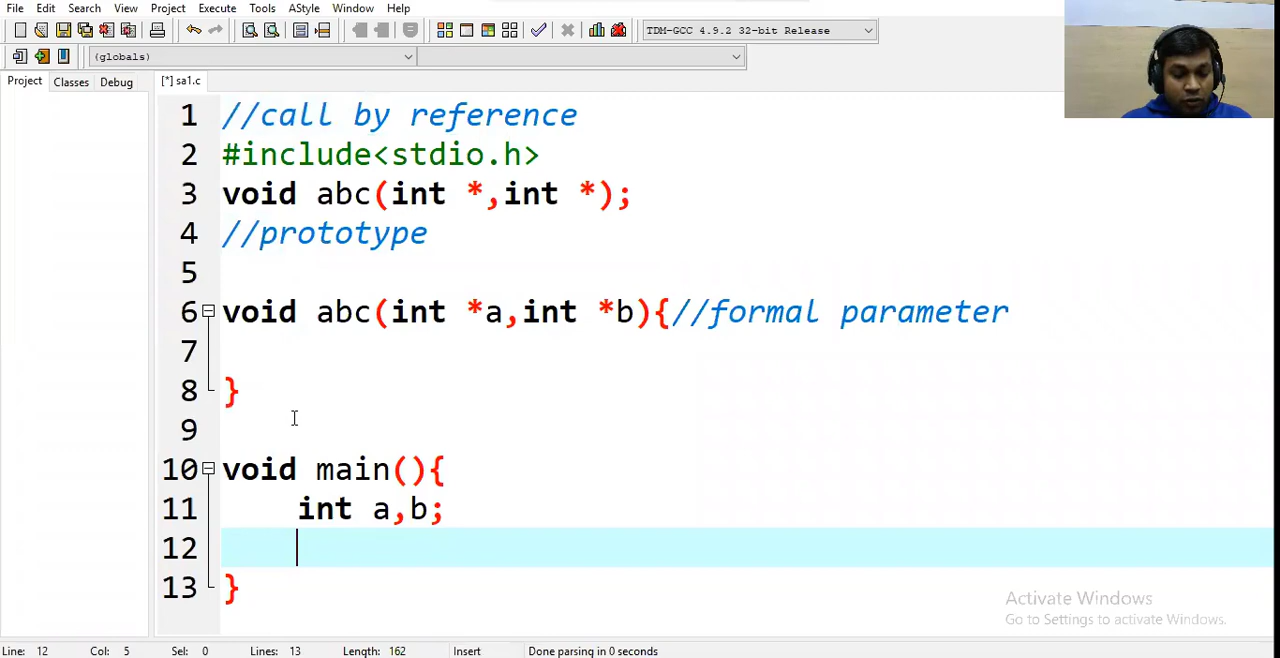 File Edit Search View Project Execute Tools AStyle Window Help
TDM-GCC 4.9.2 32-bit Release
(globals)
Project Classes Debug [*] sa1.c
1 //call by reference
2 #include<stdio.h>
3 void abc(int *,int *);
4 //prototype
5
6 void abc(int *a,int *b){//formal parameter
7
8 }
9
10 void main(){
11 int a,b;
12
13 }
Activate Windows
Go to Settings to activate Windows.
Line: 12 Col: 5 Sel: 0 Lines: 13 Length: 162 Insert Done parsing in 0 seconds